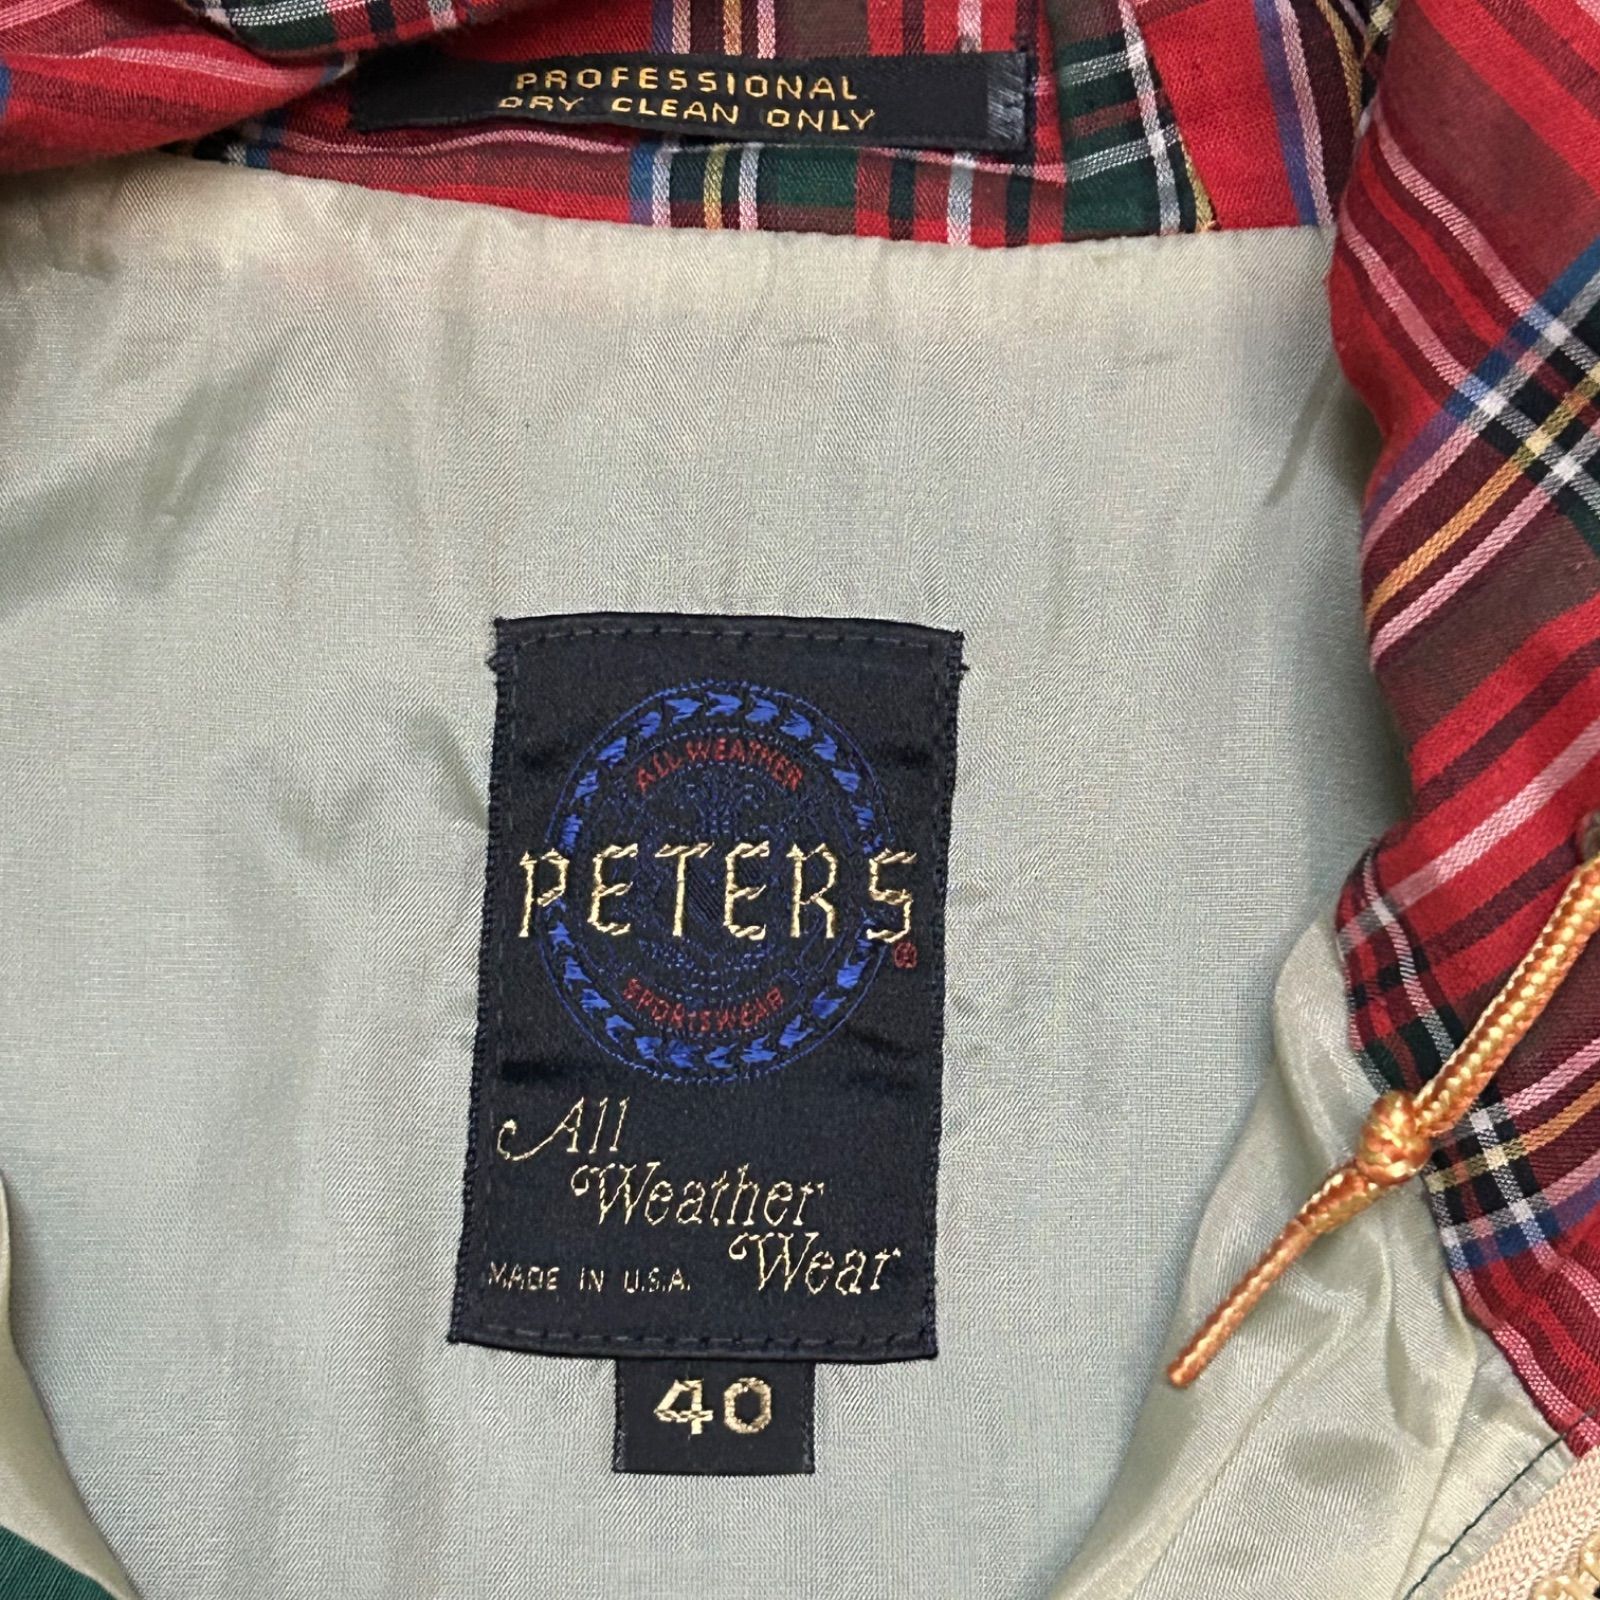 PROFESSIONAL
DRY CLEAN ONLY
ALL WEATHER
PETERS®
SPORTSWEAR
All
Weather
Wear
MADE IN U.S.A.
40